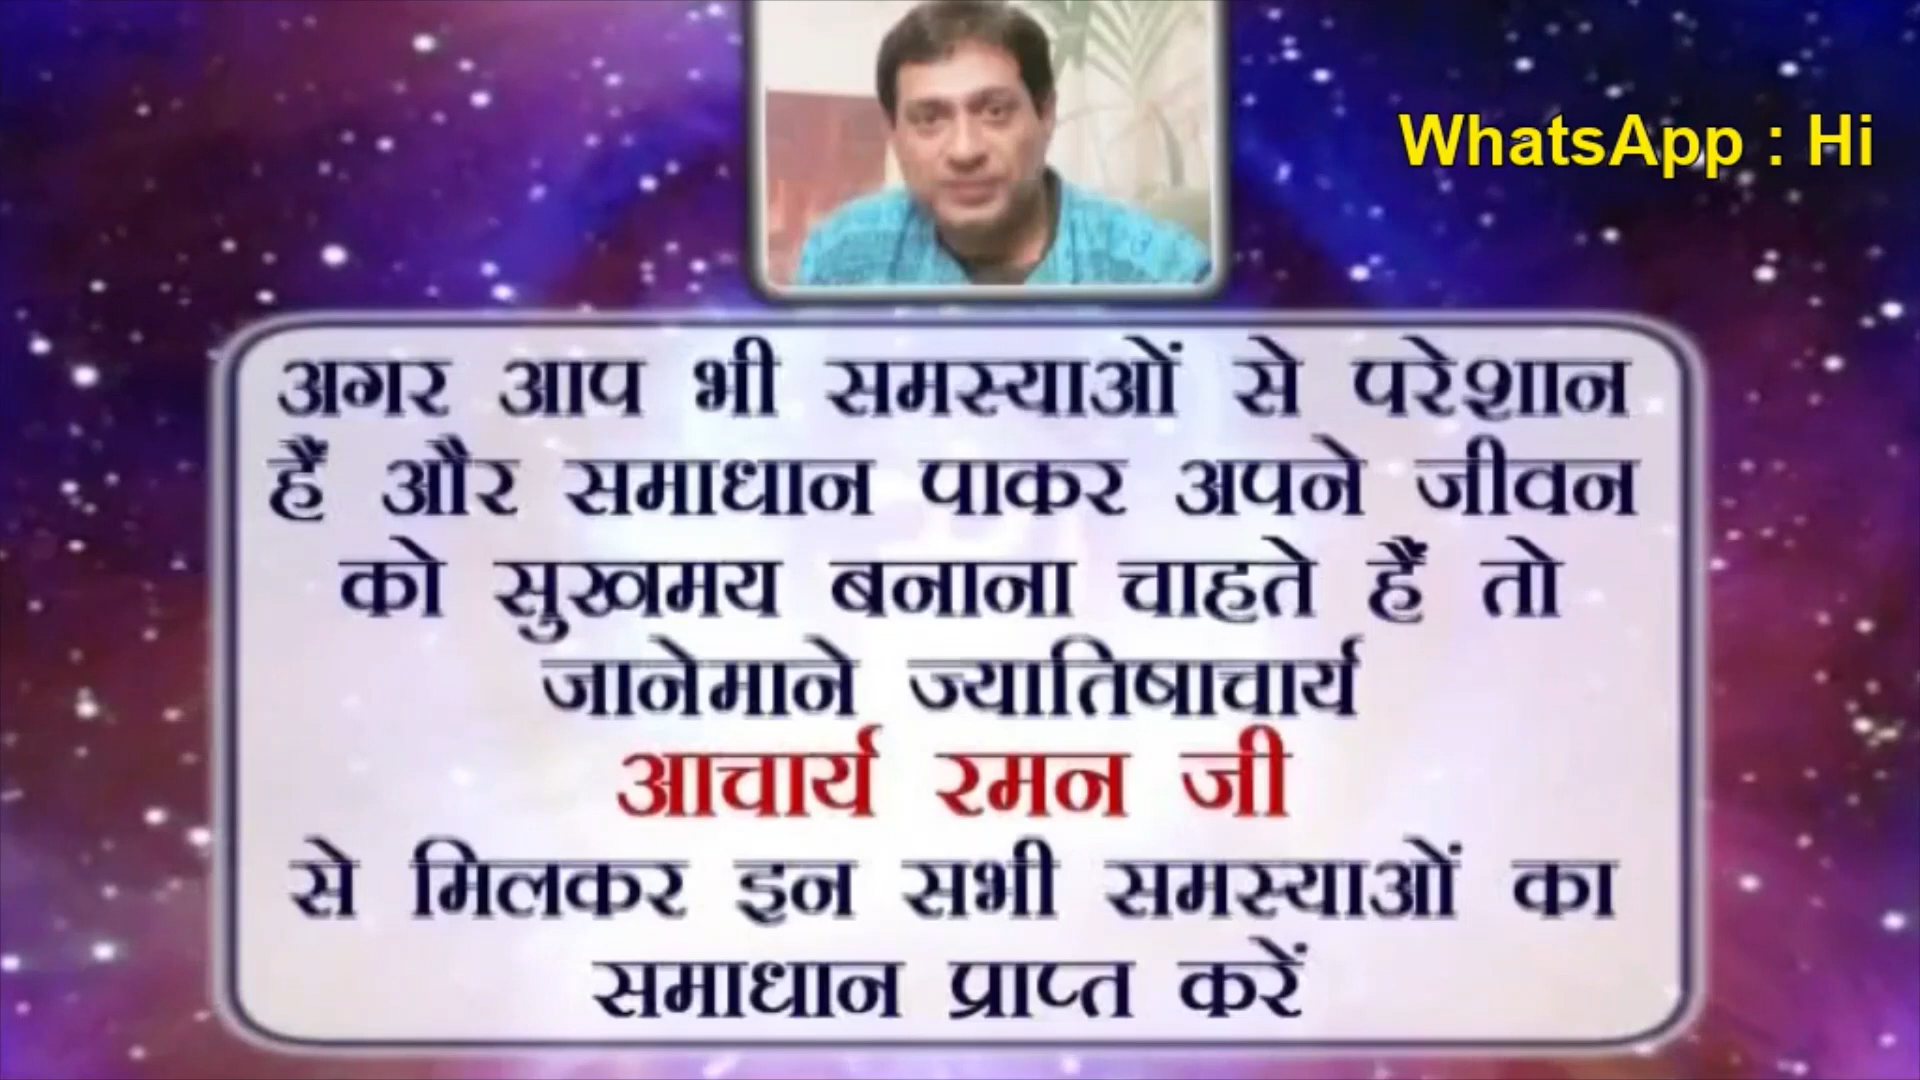 WhatsApp : Hi
अगर आप भी समस्याओं से परेशान
हैं और समाधान पाकर अपने जीवन
को सुखमय बनाना चाहते हैं तो
जानेमाने ज्यातिषाचार्य
आचार्य रमन जी
से मिलकर इन सभी समस्याओं का
समाधान प्राप्त करें